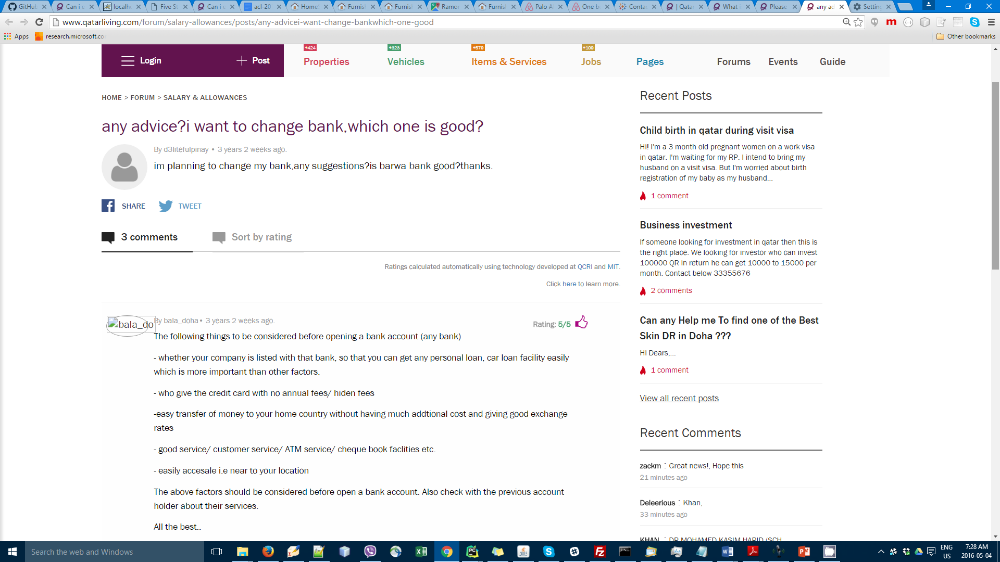 GitHub
Can i e
localh
Five St
Can i e
acl-20
Home
Furnish
Furnish
Ramo
Furnish
Palo A
One be
Conta
| Qata
What i
Please
any ad
Setting
www.qatarliving.com/forum/salary-allowances/posts/any-advicei-want-change-bankwhich-one-good
Apps
research.microsoft.co
Other bookmarks
+424
+323
+579
+109
Login
Post
Properties
Vehicles
Items & Services
Jobs
Pages
Forums
Events
Guide
HOME > FORUM > SALARY & ALLOWANCES
any advice?i want to change bank,which one is good?
By d3litefulpinay • 3 years 2 weeks ago.
im planning to change my bank,any suggestions?is barwa bank good?thanks.
SHARE
TWEET
3 comments
Sort by rating
Ratings calculated automatically using technology developed at QCRI and MIT.
Click here to learn more.
bala_do
By bala_doha • 3 years 2 weeks ago.
Rating: 5/5
The following things to be considered before opening a bank account (any bank)
- whether your company is listed with that bank, so that you can get any personal loan, car loan facility easily
which is more important than other factors.
- who give the credit card with no annual fees/ hiden fees
-easy transfer of money to your home country without having much addtional cost and giving good exchange
rates
- good service/ customer service/ ATM service/ cheque book faclities etc.
- easily accesale i.e near to your location
The above factors should be considered before open a bank account. Also check with the previous account
holder about their services.
All the best..
Recent Posts
Child birth in qatar during visit visa
Hi! I'm a 3 month old pregnant women on a work visa
in qatar. I'm waiting for my RP. I intend to bring my
husband on a visit visa. But I'm worried about birth
registration of my baby as my husband...
1 comment
Business investment
If someone looking for investment in qatar then this is
the right place. We looking for investor who can invest
100000 QR in return he can get 10000 to 15000 per
month. Contact below 33355676
2 comments
Can any Help me To find one of the Best
Skin DR in Doha ???
Hi Dears,...
1 comment
View all recent posts
Recent Comments
zackm : Great news!, Hope this
21 minutes ago
Deleerious : Khan,
33 minutes ago
KHAN : DR MOHAMED KASIM HARID (SCH
Search the web and Windows
ENG
US
7:28 AM
2016-05-04